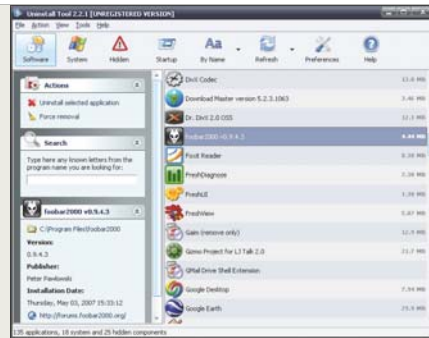 Uninstall Tool 2.2.1 [UNREGISTERED VERSION]
File Action View Tools Help
Software System Hidden Startup By Name Refresh Preferences Help
Actions
Uninstall selected application
Force removal
Search
Type here any known letters from the
program name you are looking for:
foobar2000 v0.9.4.3
C:\Program Files\foobar2000
Version:
0.9.4.3
Publisher:
Peter Pawlowski
Installation Date:
Thursday, May 03, 2007 15:33:12
http://forums.foobar2000.org/
DivX Codec
Download Master version 5.2.3.1063
Dr. DivX 2.0 OSS
foobar2000 v0.9.4.3
Foxit Reader
FreshDiagnose
FreshUI
FreshView
Gain (remove only)
Gizmo Project for LJ Talk 2.0
GMail Drive Shell Extension
Google Desktop
Google Earth
135 applications, 18 system and 25 hidden components